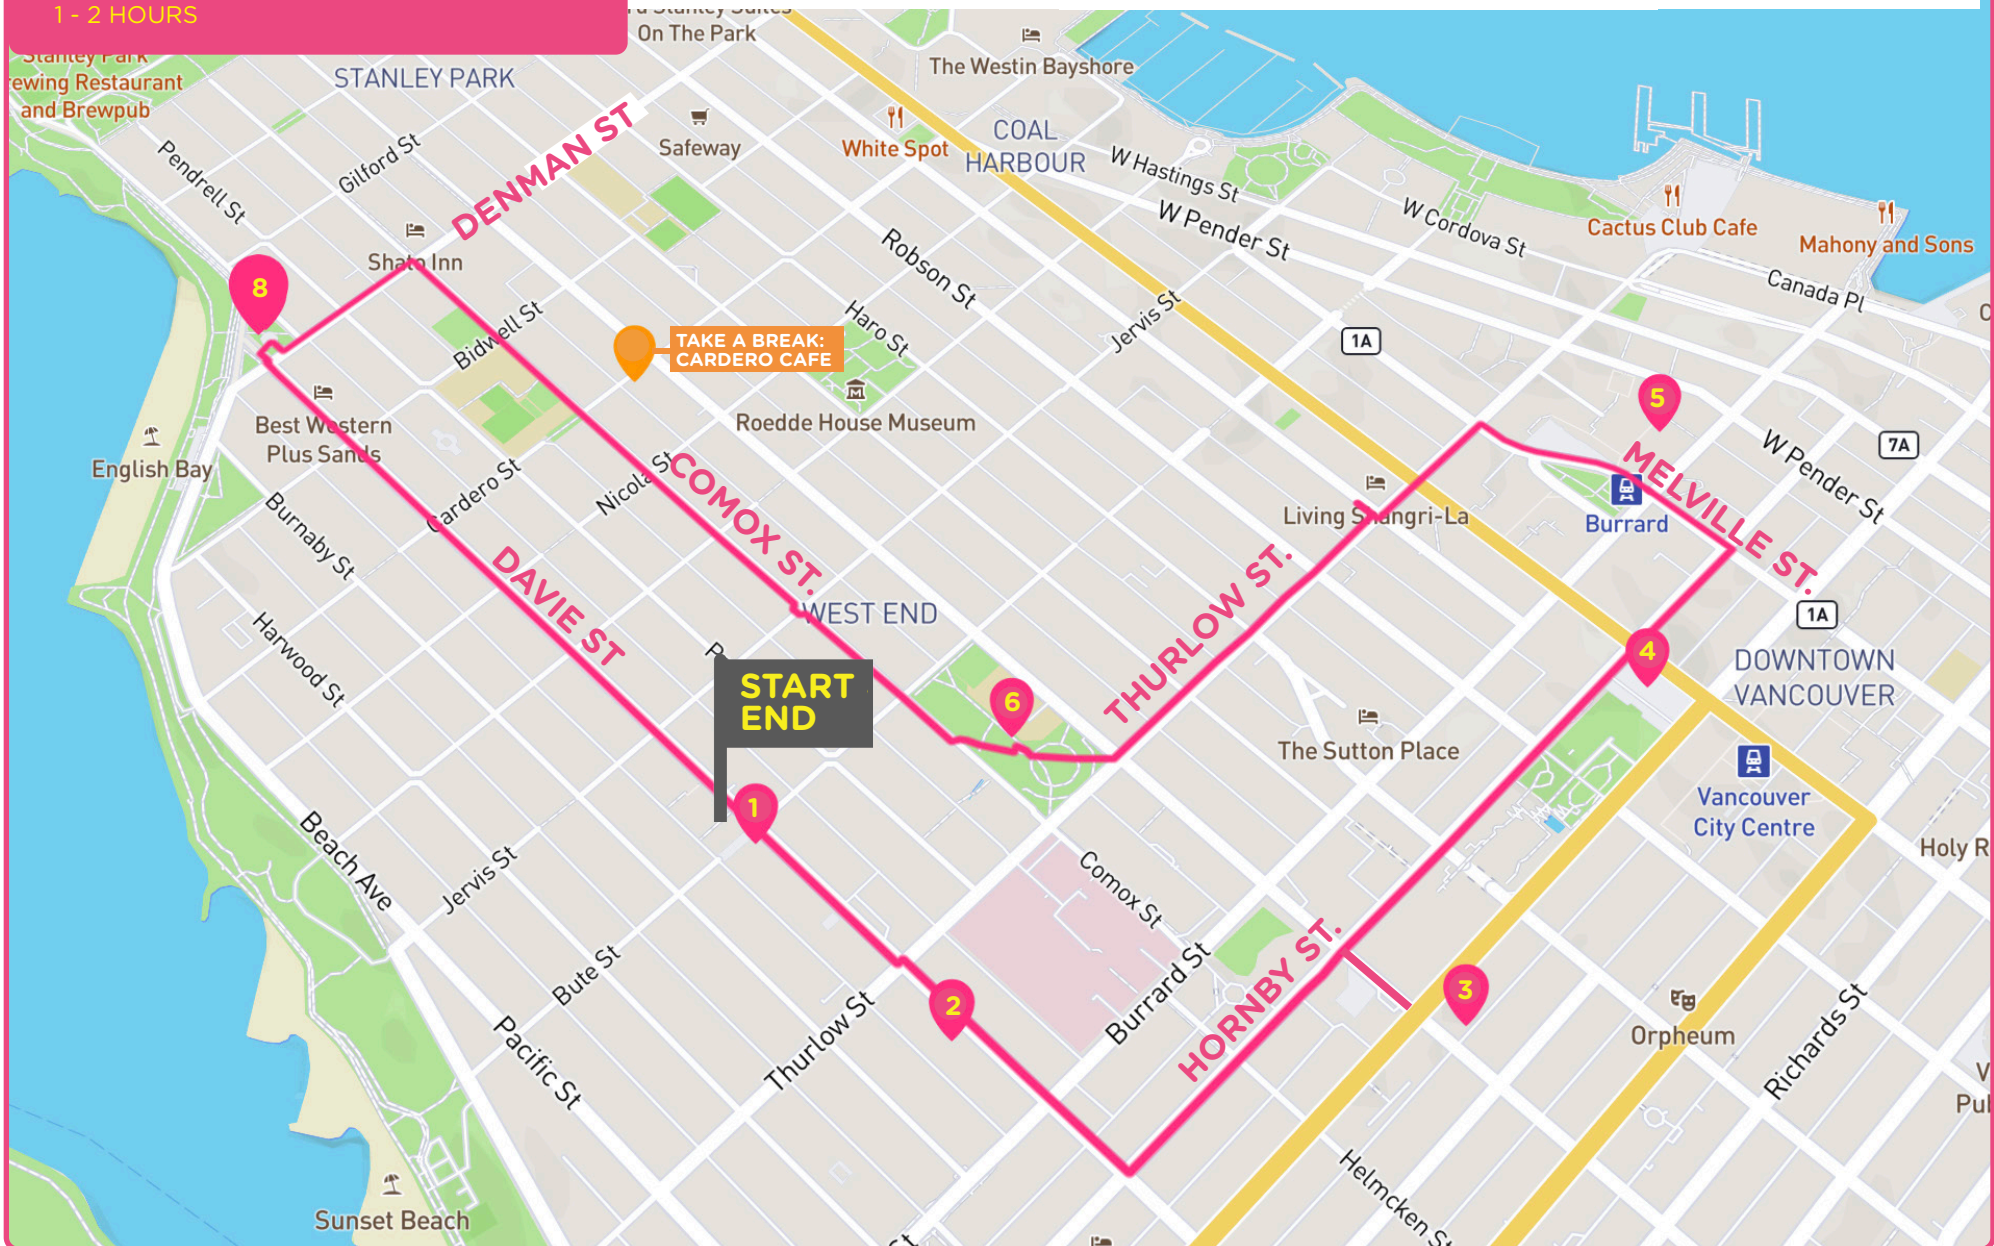 1 - 2 HOURS
On The Park
The Westin Bayshore
STANLEY PARK
Stanley Park
ewing Restaurant
and Brewpub
DENMAN ST
Safeway
White Spot
COAL
HARBOUR
W Hastings St
W Pender St
W Cordova St
Cactus Club Cafe
Mahony and Sons
Canada Pl
Pendrell St
Gilford St
Shato Inn
8
Bidwell St
TAKE A BREAK:
CARDERO CAFE
Robson St
Haro St
Jervis St
1A
Roedde House Museum
5
7A
W Pender St
MELVILLE ST.
Burrard
Living Shangri-La
Best Western
Plus Sands
English Bay
Cardero St
Nicola St
COMOX ST.
Burnaby St
DAVIE ST
Harwood St
WEST END
THURLOW ST.
1A
4
DOWNTOWN
VANCOUVER
START
END
6
The Sutton Place
Vancouver
City Centre
1
Beach Ave
Jervis St
Comox St
Holy R
Bute St
Thurlow St
2
Burrard St
HORNBY ST.
3
Orpheum
Richards St
Pacific St
Helmcken St
Sunset Beach